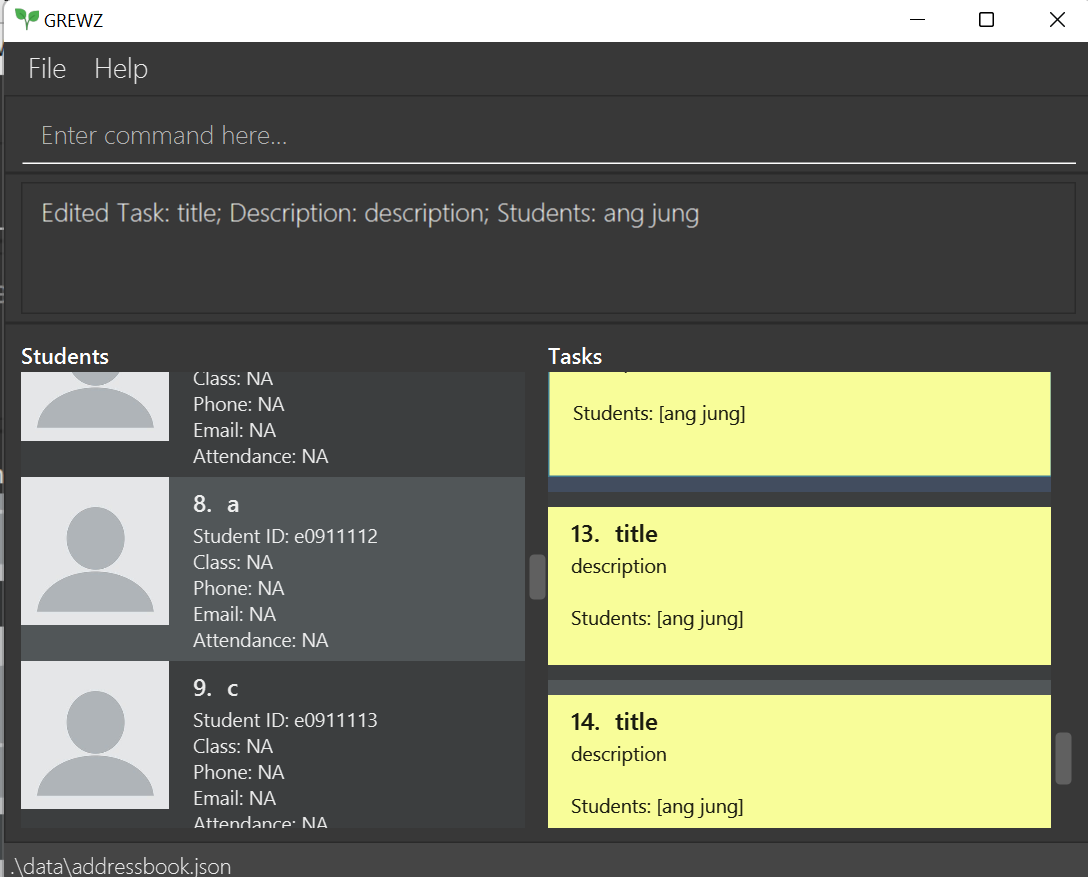 GREWZ
File Help
Enter command here...
Edited Task: title; Description: description; Students: ang jung
Students
Class: NA
Phone: NA
Email: NA
Attendance: NA
8. a
Student ID: e0911112
Class: NA
Phone: NA
Email: NA
Attendance: NA
9. c
Student ID: e0911113
Class: NA
Phone: NA
Email: NA
Attendance: NA
Tasks
Students: [ang jung]
13. title
description
Students: [ang jung]
14. title
description
Students: [ang jung]
.\data\addressbook.json